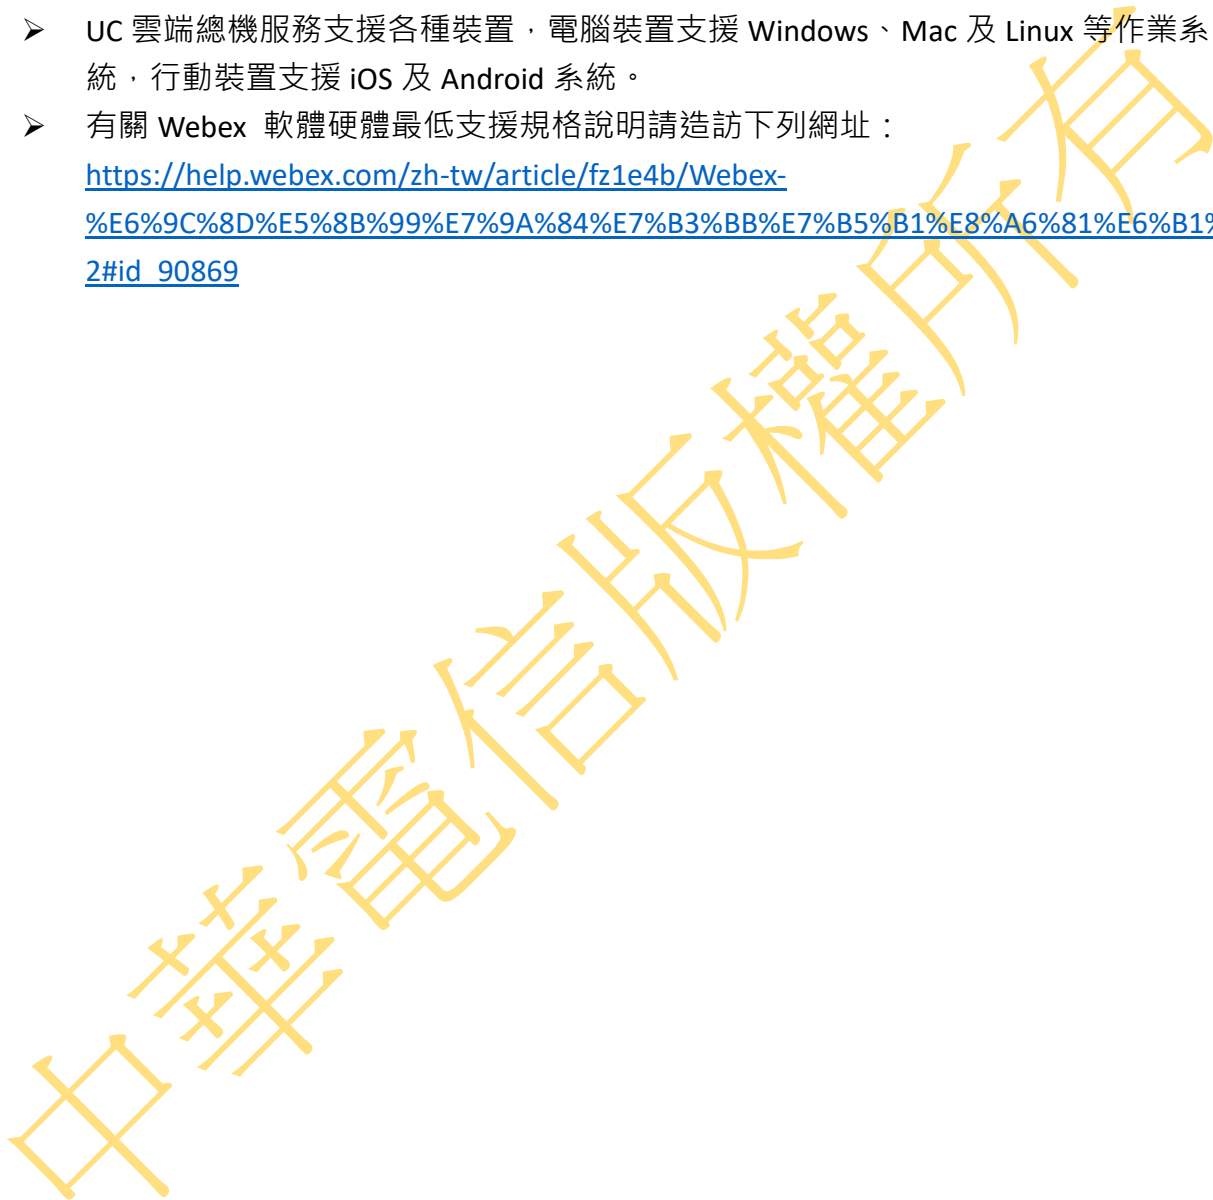 ➢ UC 雲端總機服務支援各種裝置，電腦裝置支援 Windows、Mac 及 Linux 等作業系
統，行動裝置支援 iOS 及 Android 系統。
➢ 有關 Webex 軟體硬體最低支援規格說明請造訪下列網址：
https://help.webex.com/zh-tw/article/fz1e4b/Webex-
%E6%9C%8D%E5%8B%99%E7%9A%84%E7%B3%BB%E7%B5%B1%E8%A6%81%E6%B1%
2#id_90869
中華電信版權所有